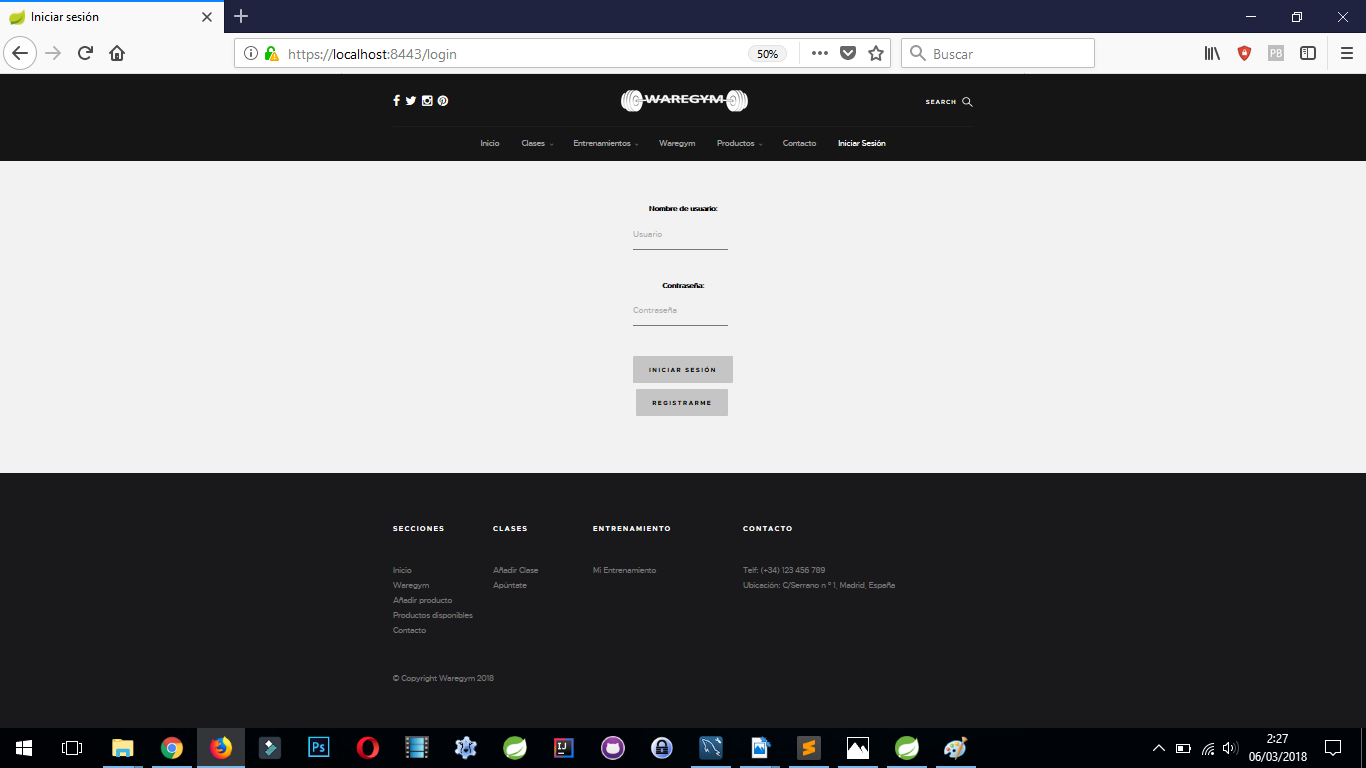 Iniciar sesión
https://localhost:8443/login
50%
Buscar
PB
WAREGYM
SEARCH
Inicio Clases Entrenamientos Waregym Productos Contacto Iniciar Sesión
Nombre de usuario:
Usuario
Contraseña:
Contraseña
INICIAR SESIÓN
REGISTRARME
SECCIONES CLASES ENTRENAMIENTO CONTACTO
Inicio Añadir Clase Mi Entrenamiento Telf: (+34) 123 456 789
Waregym Apúntate Ubicación: C/Serrano n º 1, Madrid, España
Añadir producto
Productos disponibles
Contacto
© Copyright Waregym 2018
Ps
IJ
2:27
06/03/2018